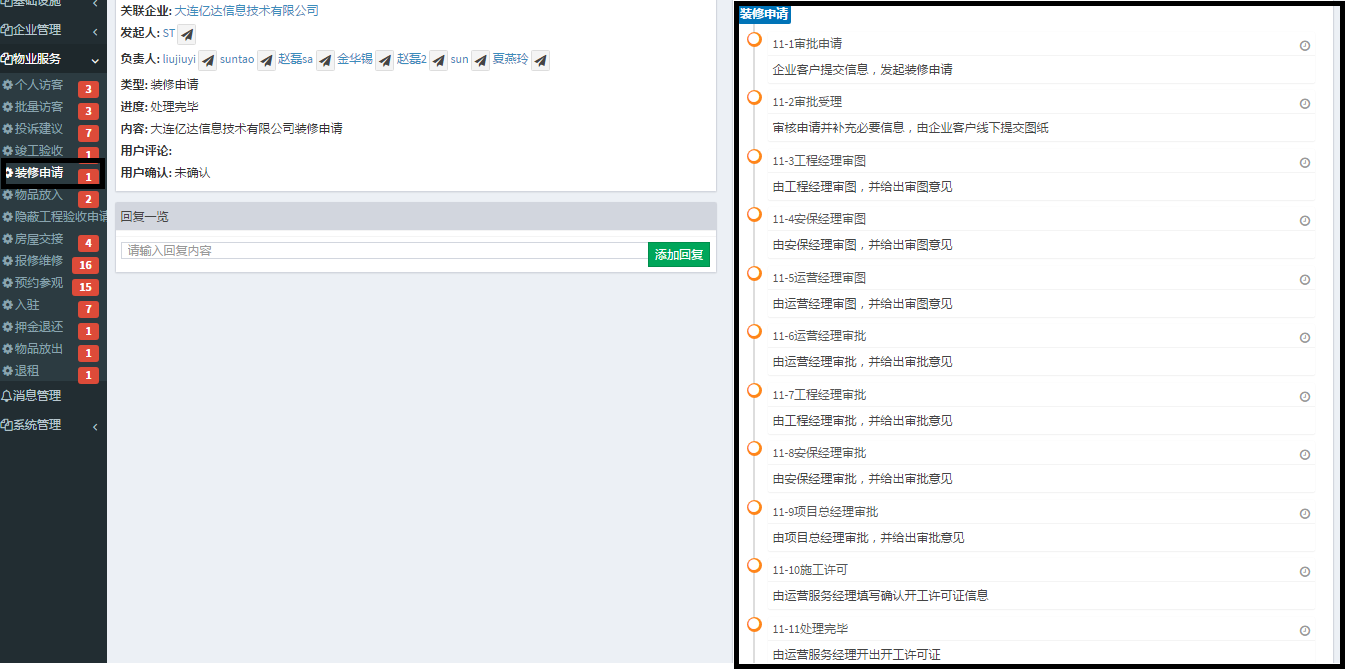 基础设施
企业管理
物业服务
个人访客 3
批量访客 3
投诉建议 7
竣工验收 1
装修申请 1
物品放入 2
隐蔽工程验收申请
房屋交接 4
报修维修 16
预约参观 15
入驻 7
押金退还 1
物品放出 1
退租 1
消息管理
系统管理
关联企业: 大连亿达信息技术有限公司
发起人: ST
负责人: liujiuyi suntao 赵磊sa 金华锡 赵磊2 sun 夏燕玲
类型: 装修申请
进度: 处理完毕
内容: 大连亿达信息技术有限公司装修申请
用户评论:
用户确认: 未确认
回复一览
请输入回复内容 添加回复
装修申请
11-1审批申请
企业客户提交信息，发起装修申请
11-2审批受理
审核申请并补充必要信息，由企业客户线下提交图纸
11-3工程经理审图
由工程经理审图，并给出审图意见
11-4安保经理审图
由安保经理审图，并给出审图意见
11-5运营经理审图
由运营经理审图，并给出审图意见
11-6运营经理审批
由运营经理审批，并给出审批意见
11-7工程经理审批
由工程经理审批，并给出审批意见
11-8安保经理审批
由安保经理审批，并给出审批意见
11-9项目总经理审批
由项目总经理审批，并给出审批意见
11-10施工许可
由运营服务经理填写确认开工许可证信息
11-11处理完毕
由运营服务经理开出开工许可证